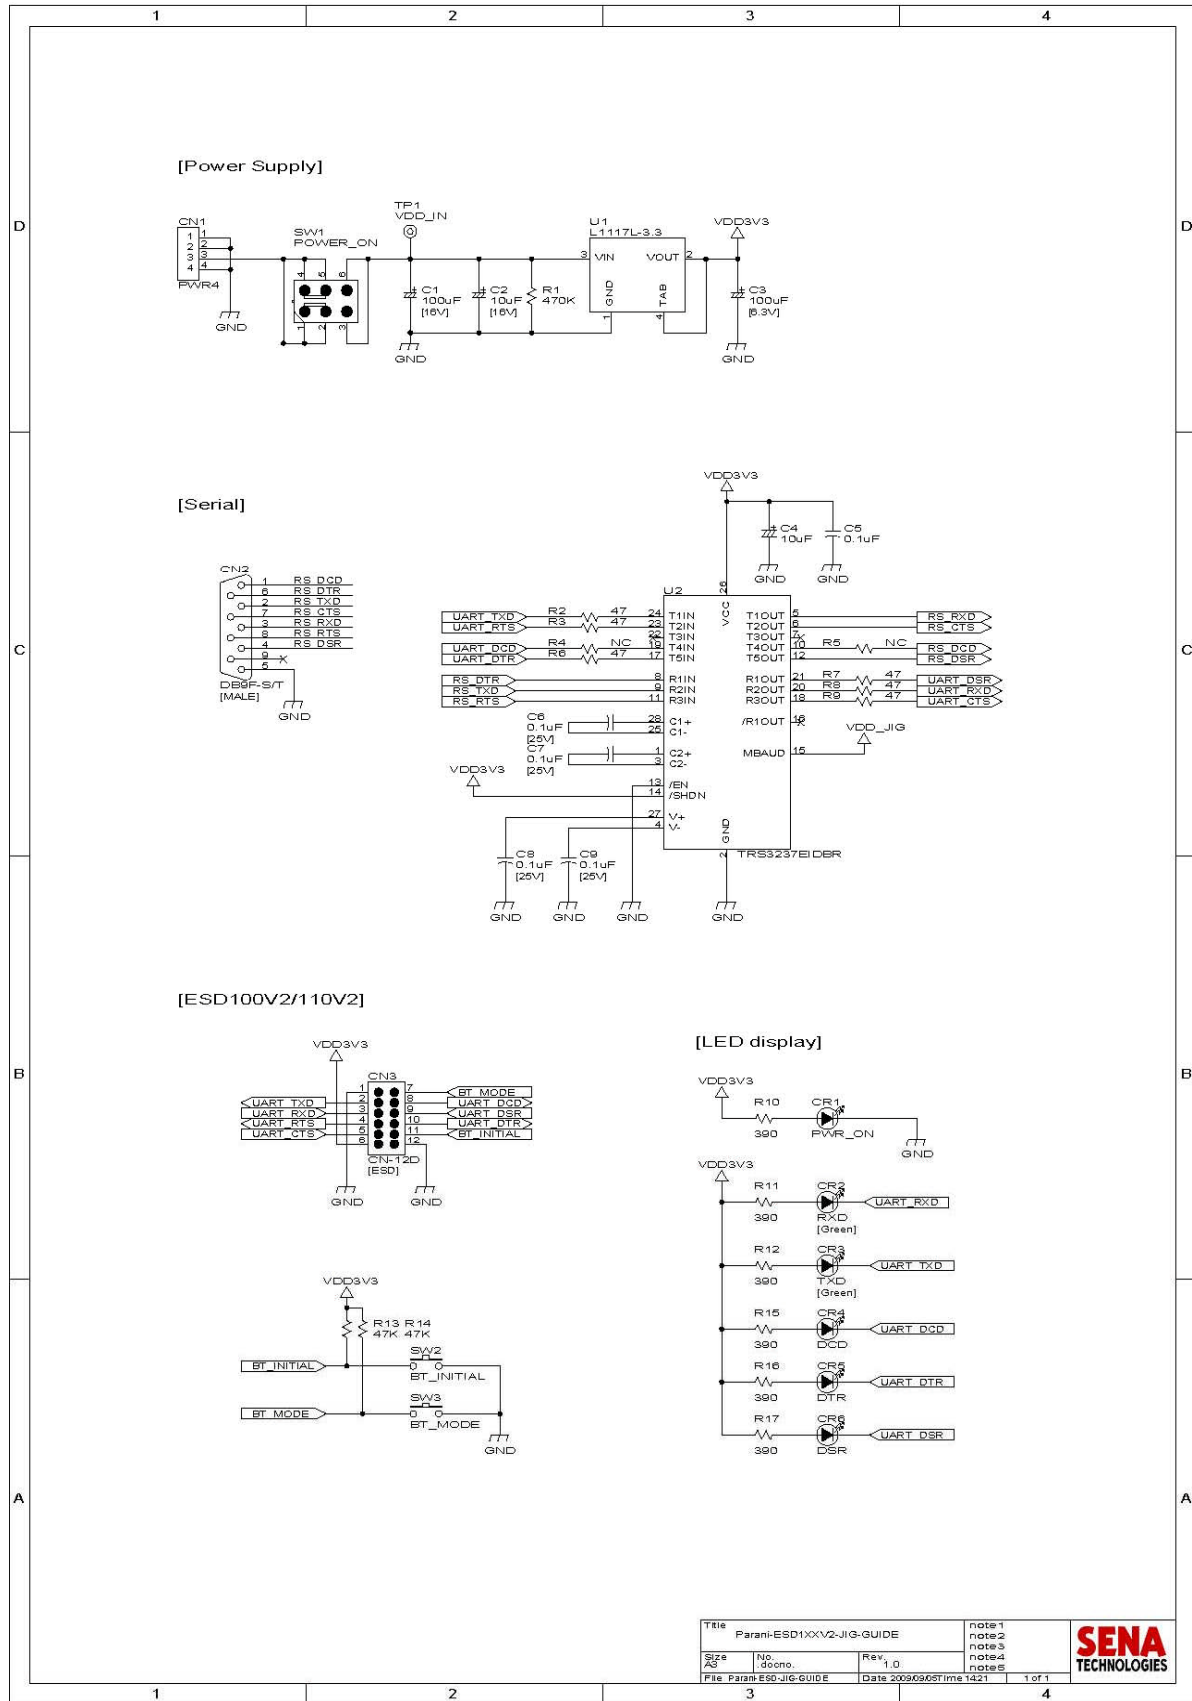 1 2 3 4
D D
C C
B B
A A
[Power Supply]
CN1
1 1
2 2
3 3
4 4
PWR4
GND
SW1
POWER_ON
4 5 6
1 2 3
TP1
VDD_IN
C1
100uF
[16V]
GND
C2
10uF
[16V]
R1
470K
U1
L1117L-3.3
3 VIN VOUT 2
GND TAB
1 4
VDD3V3
C3
100uF
[6.3V]
GND
[Serial]
CN2
1 RS_DCD
6 RS_DTR
2 RS_TXD
7 RS_CTS
3 RS_RXD
8 RS_RTS
4 RS_DSR
9
5
DB9F-S/T
[MALE]
GND
VDD3V3
C4
10uF
GND
C5
0.1uF
GND
U2
26
VCC
UART_TXD R2 47 24 T1IN T1OUT 5 RS_RXD
UART_RTS R3 47 23 T2IN T2OUT 6 RS_CTS
22 T3IN T3OUT 7
UART_DCD R4 NC 19 T4IN T4OUT 10 R5 NC RS_DCD
UART_DTR R6 47 17 T5IN T5OUT 12 RS_DSR
RS_DTR 8 R1IN R1OUT 21 R7 47 UART_DSR
RS_TXD 9 R2IN R2OUT 20 R8 47 UART_RXD
RS_RTS 11 R3IN R3OUT 18 R9 47 UART_CTS
C6
0.1uF
[25V]
28 C1+ /R1OUT 16
25 C1-
C7
0.1uF
[25V]
1 C2+ MBAUD 15 VDD_JIG
3 C2-
VDD3V3
13 /EN
14 /SHDN
27 V+
4 V-
GND
2
TRS3237EIDBR
C8
0.1uF
[25V]
C9
0.1uF
[25V]
GND GND GND GND
[ESD100V2/110V2]
VDD3V3
CN3
1 7 BT_MODE
UART_TXD 2 8 UART_DCD
UART_RXD 3 9 UART_DSR
UART_RTS 4 10 UART_DTR
UART_CTS 5 11 BT_INITIAL
6 12
CN-12D
[ESD]
GND GND
VDD3V3
R13 R14
47K 47K
BT_INITIAL SW2
BT_INITIAL
BT_MODE SW3
BT_MODE
GND
[LED display]
VDD3V3
R10 CR1
390 PWR_ON
GND
VDD3V3
R11 CR2
UART_RXD
390 RXD
[Green]
R12 CR3
UART_TXD
390 TXD
[Green]
R15 CR4
UART_DCD
390 DCD
R16 CR5
UART_DTR
390 DTR
R17 CR6
UART_DSR
390 DSR
Title
Parani-ESD1XXV2-JIG-GUIDE
Size
A3
No.
.docno.
Rev.
1.0
File Parani-ESD-JIG-GUIDE Date 2009/09/05Time 14:21 1 of 1
note1
note2
note3
note4
note5
SENA
TECHNOLOGIES
1 2 3 4